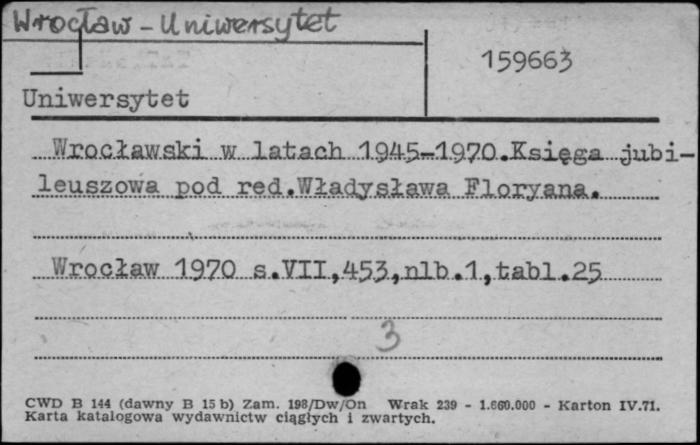 Wrocław - Uniwersytet
159663
Uniwersytet
Wrocławski w latach 1945-1970.Księga jubi-
leuszowa pod red.Władysława Floryana.
Wrocław 1970 s.VII,453,nlb.1,tabl.25
3
CWD B 144 (dawny B 15 b) Zam. 198/Dw/On Wrak 239 - 1.660.000 - Karton IV.71.
Karta katalogowa wydawnictw ciągłych i zwartych.